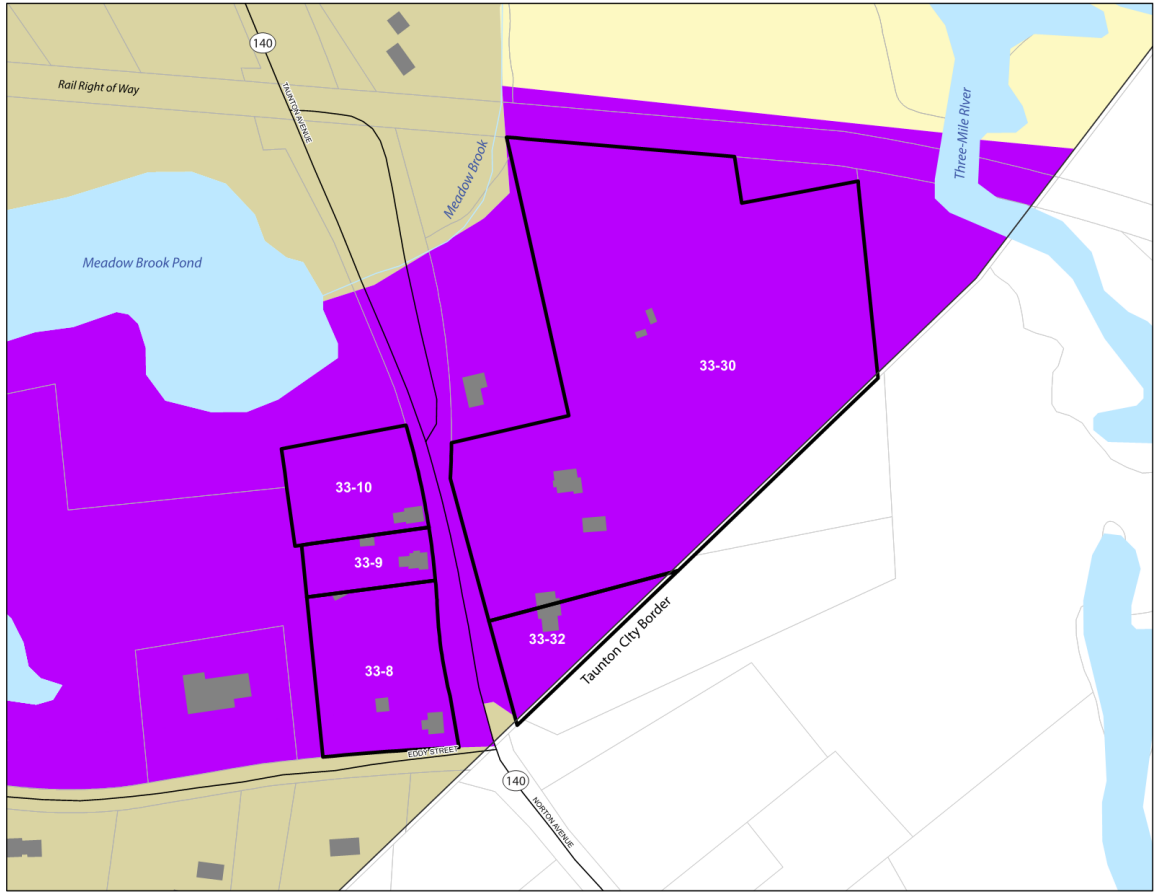 140
Rail Right of Way
TAUNTON AVENUE
Three-Mile RIver
Meadow Brook
Meadow Brook Pond
33-30
33-10
33-9
33-32
Taunton CIty Border
33-8
EDDY STREET
140
NORTON AVENUE